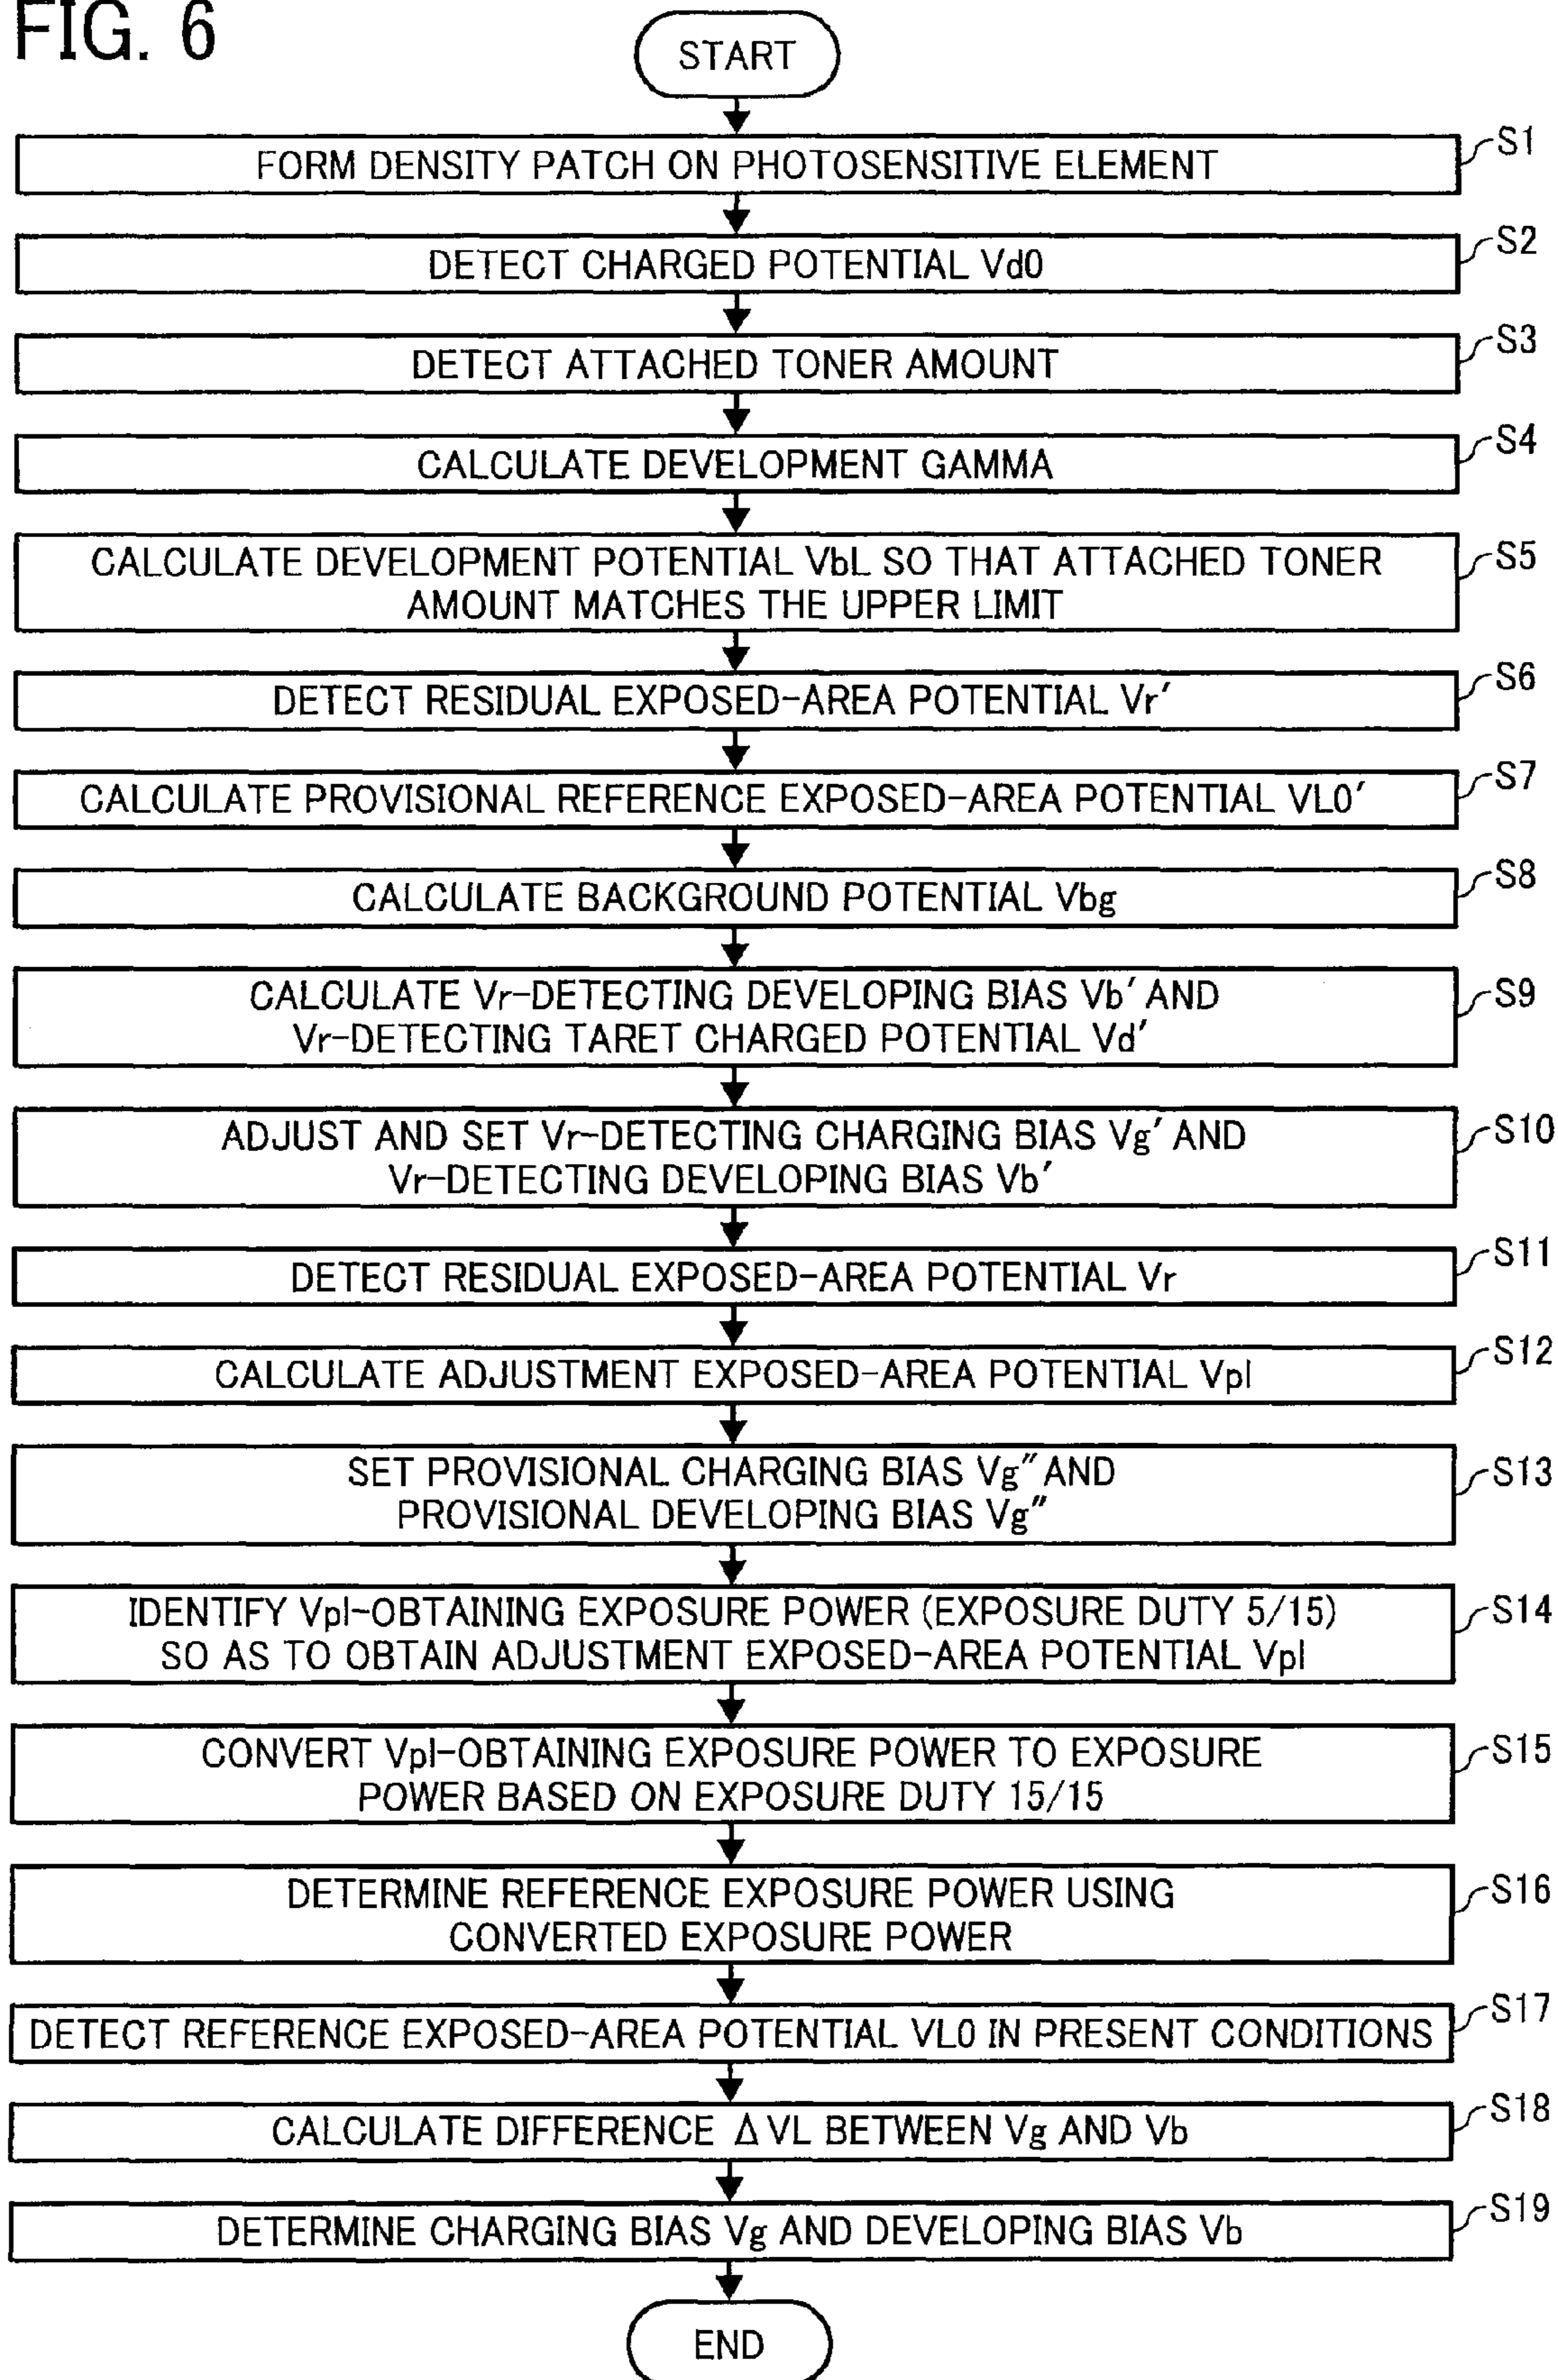 FIG. 6
START
FORM DENSITY PATCH ON PHOTOSENSITIVE ELEMENT
S1
DETECT CHARGED POTENTIAL Vd0
S2
DETECT ATTACHED TONER AMOUNT
S3
CALCULATE DEVELOPMENT GAMMA
S4
CALCULATE DEVELOPMENT POTENTIAL VbL SO THAT ATTACHED TONER
AMOUNT MATCHES THE UPPER LIMIT
S5
DETECT RESIDUAL EXPOSED-AREA POTENTIAL Vr′
S6
CALCULATE PROVISIONAL REFERENCE EXPOSED-AREA POTENTIAL VL0′
S7
CALCULATE BACKGROUND POTENTIAL Vbg
S8
CALCULATE Vr-DETECTING DEVELOPING BIAS Vb′ AND
Vr-DETECTING TARET CHARGED POTENTIAL Vd′
S9
ADJUST AND SET Vr-DETECTING CHARGING BIAS Vg′ AND
Vr-DETECTING DEVELOPING BIAS Vb′
S10
DETECT RESIDUAL EXPOSED-AREA POTENTIAL Vr
S11
CALCULATE ADJUSTMENT EXPOSED-AREA POTENTIAL Vpl
S12
SET PROVISIONAL CHARGING BIAS Vg″ AND
PROVISIONAL DEVELOPING BIAS Vg″
S13
IDENTIFY Vpl-OBTAINING EXPOSURE POWER (EXPOSURE DUTY 5/15)
SO AS TO OBTAIN ADJUSTMENT EXPOSED-AREA POTENTIAL Vpl
S14
CONVERT Vpl-OBTAINING EXPOSURE POWER TO EXPOSURE
POWER BASED ON EXPOSURE DUTY 15/15
S15
DETERMINE REFERENCE EXPOSURE POWER USING
CONVERTED EXPOSURE POWER
S16
DETECT REFERENCE EXPOSED-AREA POTENTIAL VL0 IN PRESENT CONDITIONS
S17
CALCULATE DIFFERENCE ΔVL BETWEEN Vg AND Vb
S18
DETERMINE CHARGING BIAS Vg AND DEVELOPING BIAS Vb
S19
END